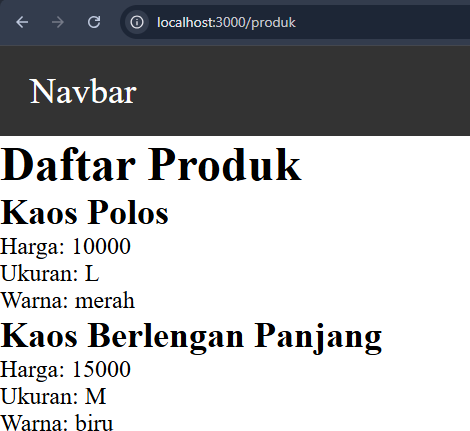 localhost:3000/produk
Navbar
Daftar Produk
Kaos Polos
Harga: 10000
Ukuran: L
Warna: merah
Kaos Berlengan Panjang
Harga: 15000
Ukuran: M
Warna: biru